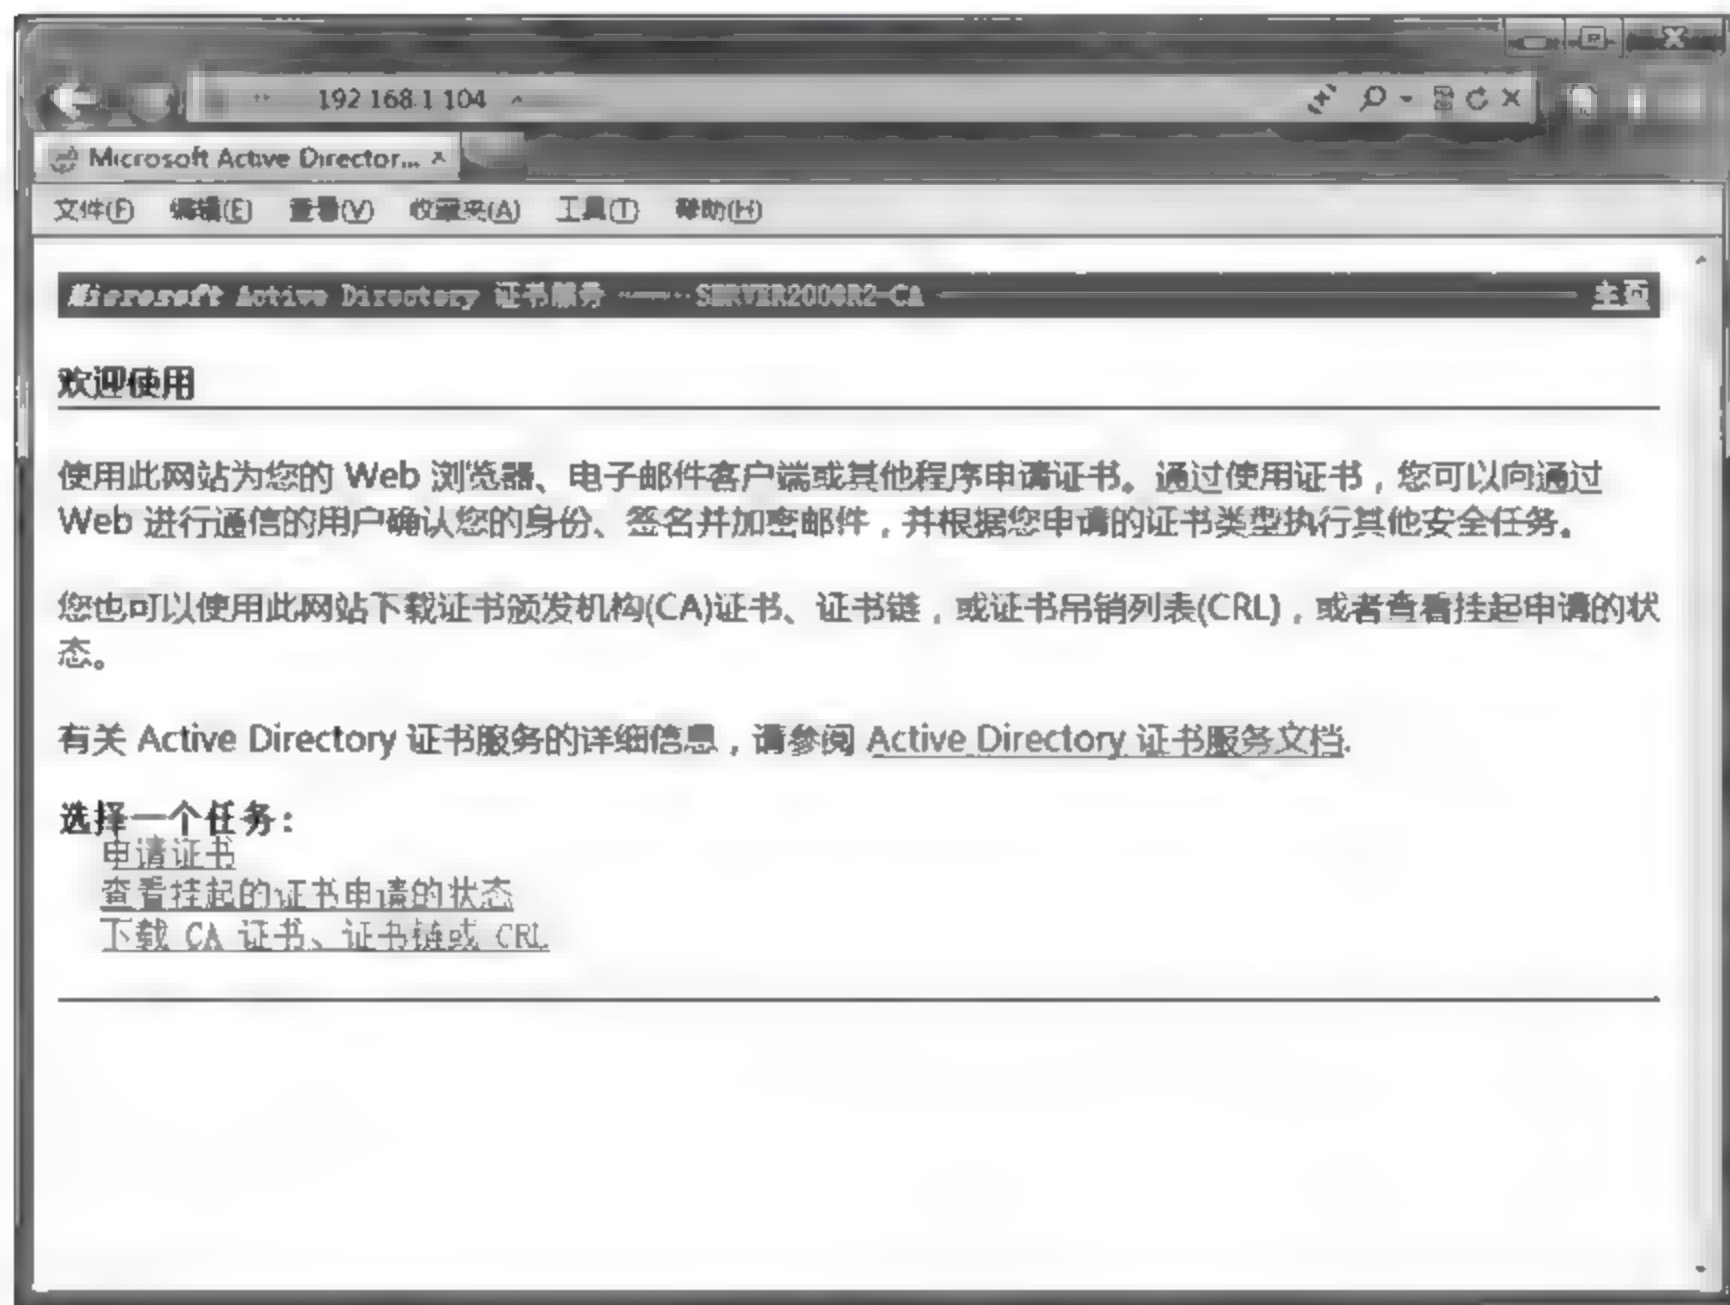 192.168.1.104
Microsoft Active Director...
文件(F) 编辑(E) 查看(V) 收藏夹(A) 工具(T) 帮助(H)
Microsoft Active Directory 证书服务 SERVER2008R2-CA 主页
欢迎使用
使用此网站为您的 Web 浏览器、电子邮件客户端或其他程序申请证书。通过使用证书，您可以向通过
Web 进行通信的用户确认您的身份、签名并加密邮件，并根据您申请的证书类型执行其他安全任务。
您也可以使用此网站下载证书颁发机构(CA)证书、证书链，或证书吊销列表(CRL)，或者查看挂起申请的状
态。
有关 Active Directory 证书服务的详细信息，请参阅 Active Directory 证书服务文档.
选择一个任务：
申请证书
查看挂起的证书申请的状态
下载 CA 证书、证书链或 CRL